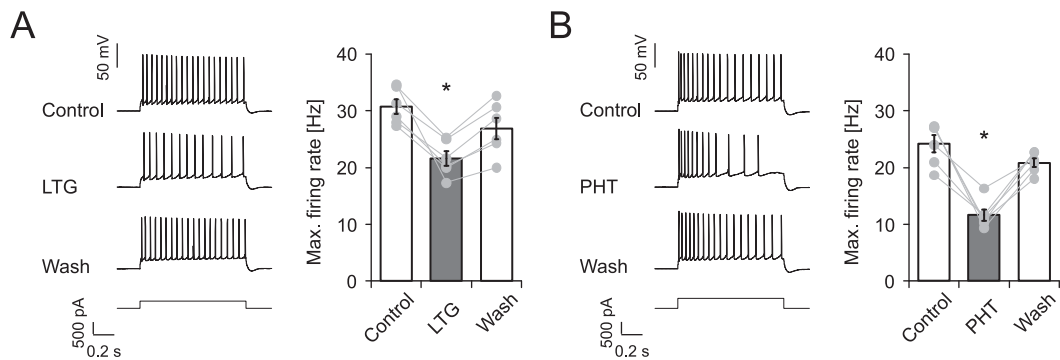 A
50 mV
Control
LTG
Wash
500 pA
0.2 s
Max. firing rate [Hz]
40
30
20
10
0
*
Control
LTG
Wash
B
50 mV
Control
PHT
Wash
500 pA
0.2 s
Max. firing rate [Hz]
40
30
20
10
0
*
Control
PHT
Wash